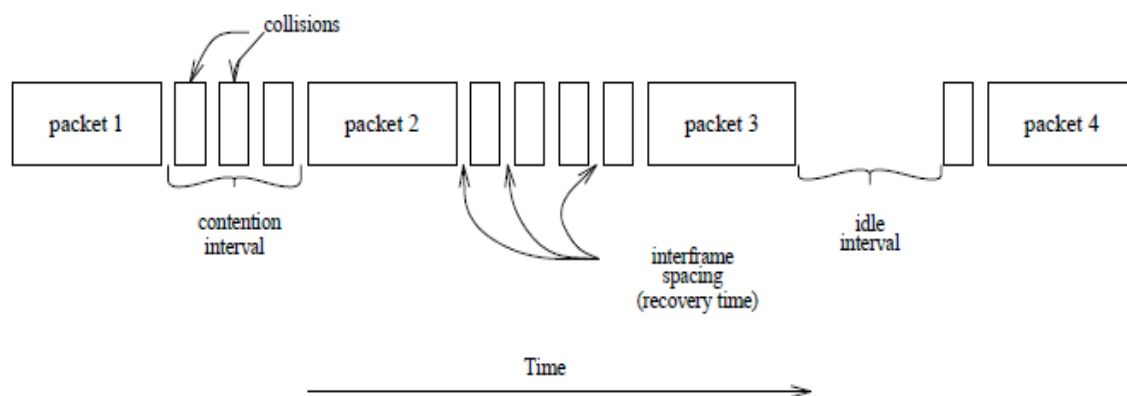 collisions
packet 1
packet 2
packet 3
packet 4
contention
interval
interframe
spacing
(recovery time)
idle
interval
Time